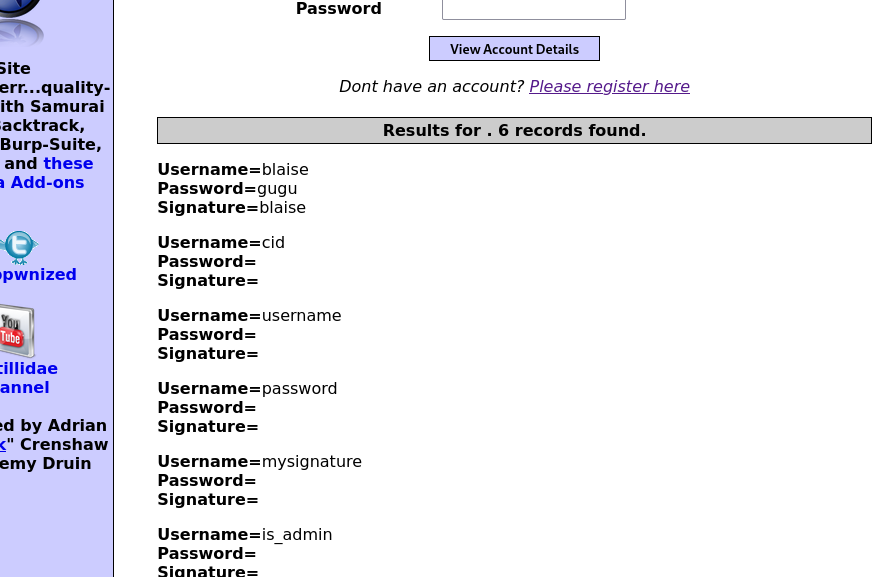 Password
View Account Details
Dont have an account? Please register here
Results for . 6 records found.
Username=blaise
Password=gugu
Signature=blaise
Username=cid
Password=
Signature=
Username=username
Password=
Signature=
Username=password
Password=
Signature=
Username=mysignature
Password=
Signature=
Username=is_admin
Password=
Signature=
Site
err...quality-
ith Samurai
Backtrack,
Burp-Suite,
and these
a Add-ons
pwnized
You
Tube
tillidae
annel
ed by Adrian
k" Crenshaw
emy Druin